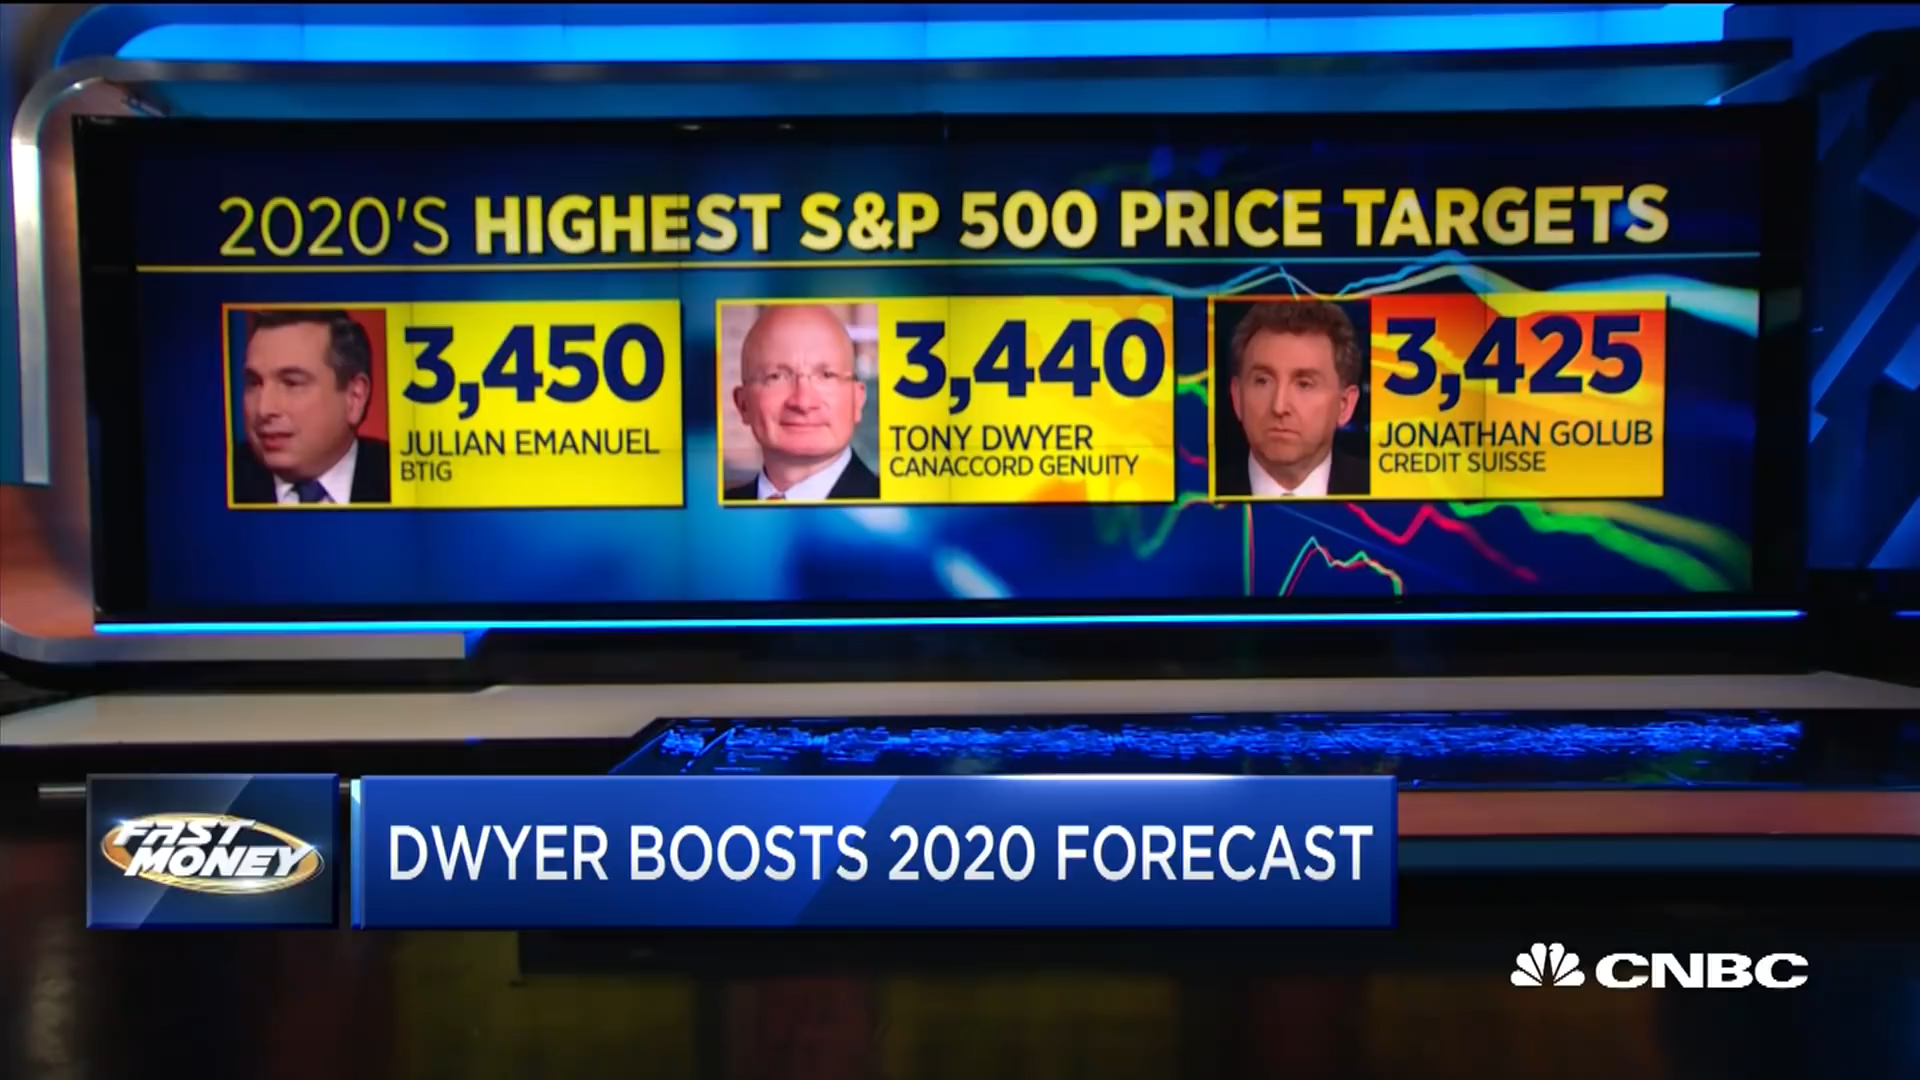 2020'S HIGHEST S&P 500 PRICE TARGETS
3,450
JULIAN EMANUEL
BTIG
3,440
TONY DWYER
CANACCORD GENUITY
3,425
JONATHAN GOLUB
CREDIT SUISSE
FAST
MONEY
DWYER BOOSTS 2020 FORECAST
CNBC